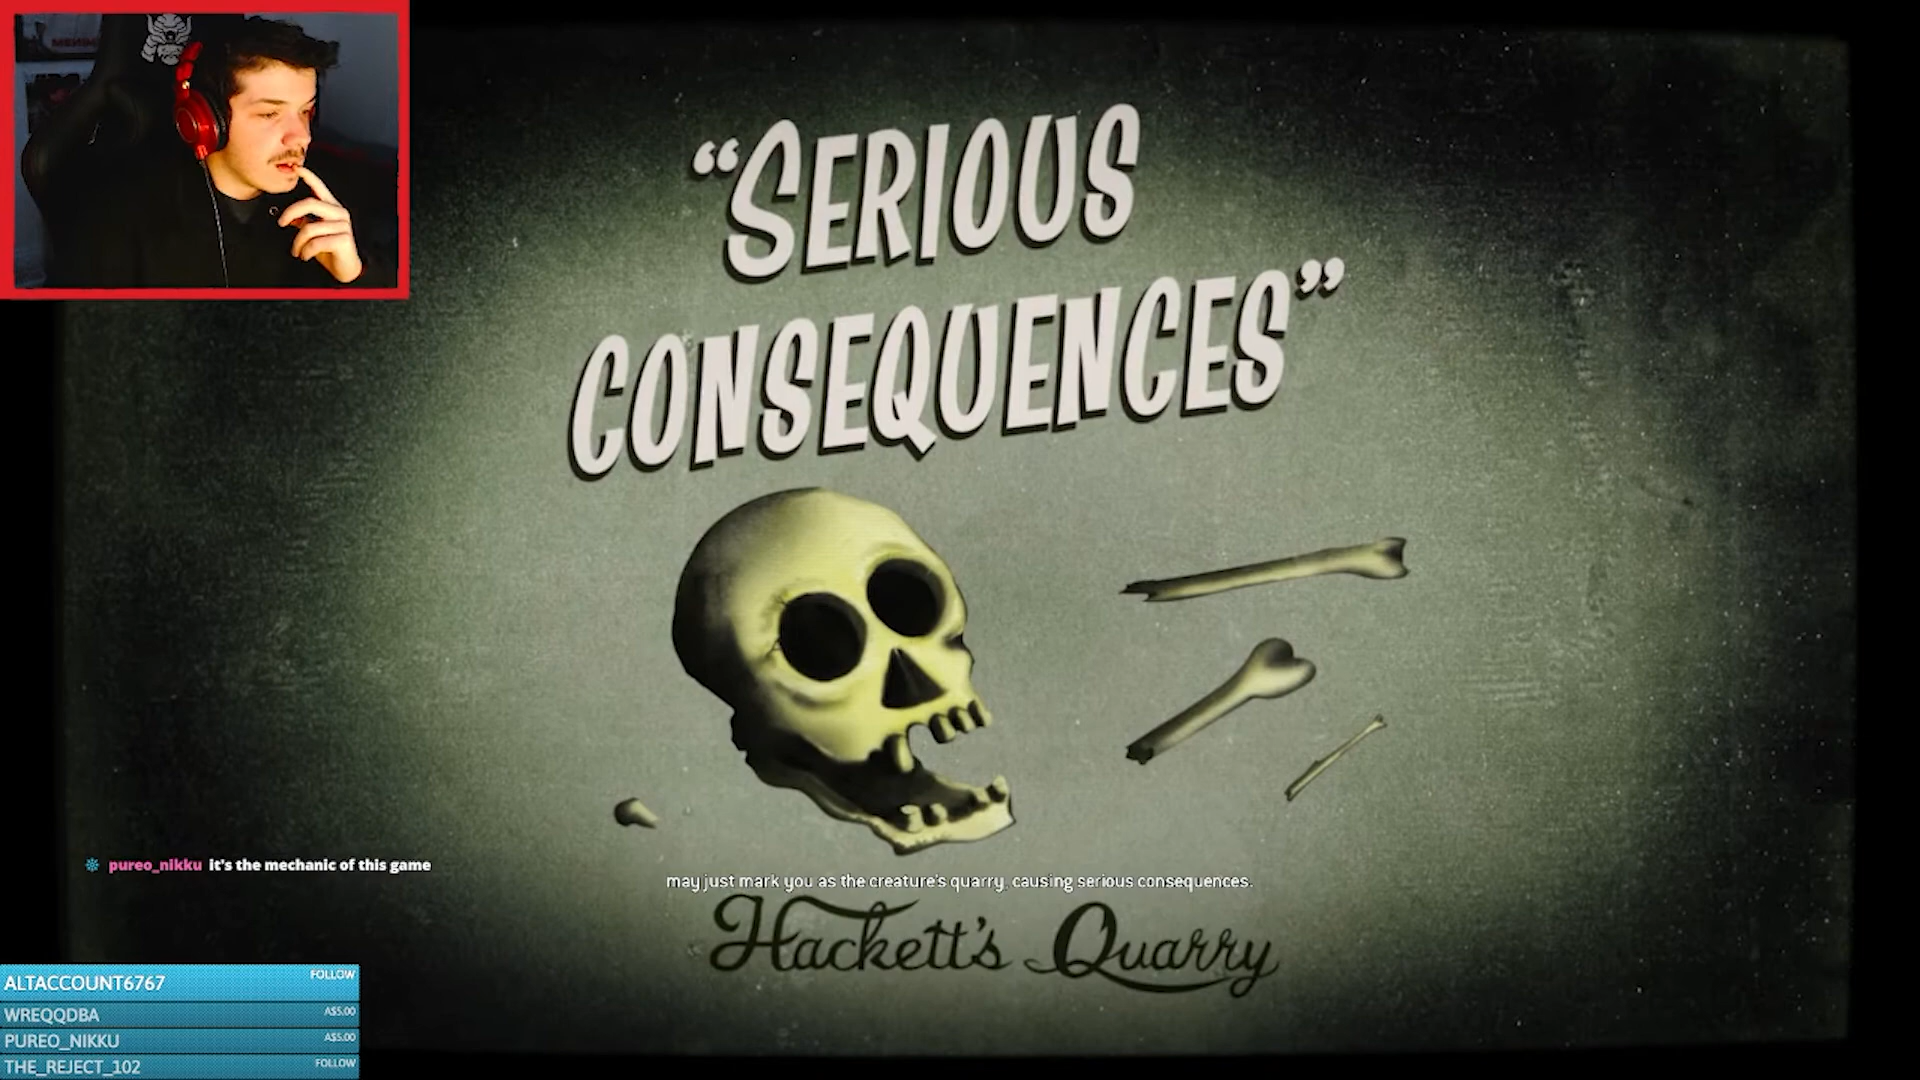 “SERIOUS
CONSEQUENCES”
pureo_nikku it's the mechanic of this game
may just mark you as the creature's quarry, causing serious consequences.
Hackett's Quarry
ALTACCOUNT6767 FOLLOW
WREQQDBA A$5.00
PUREO_NIKKU A$5.00
THE_REJECT_102 FOLLOW